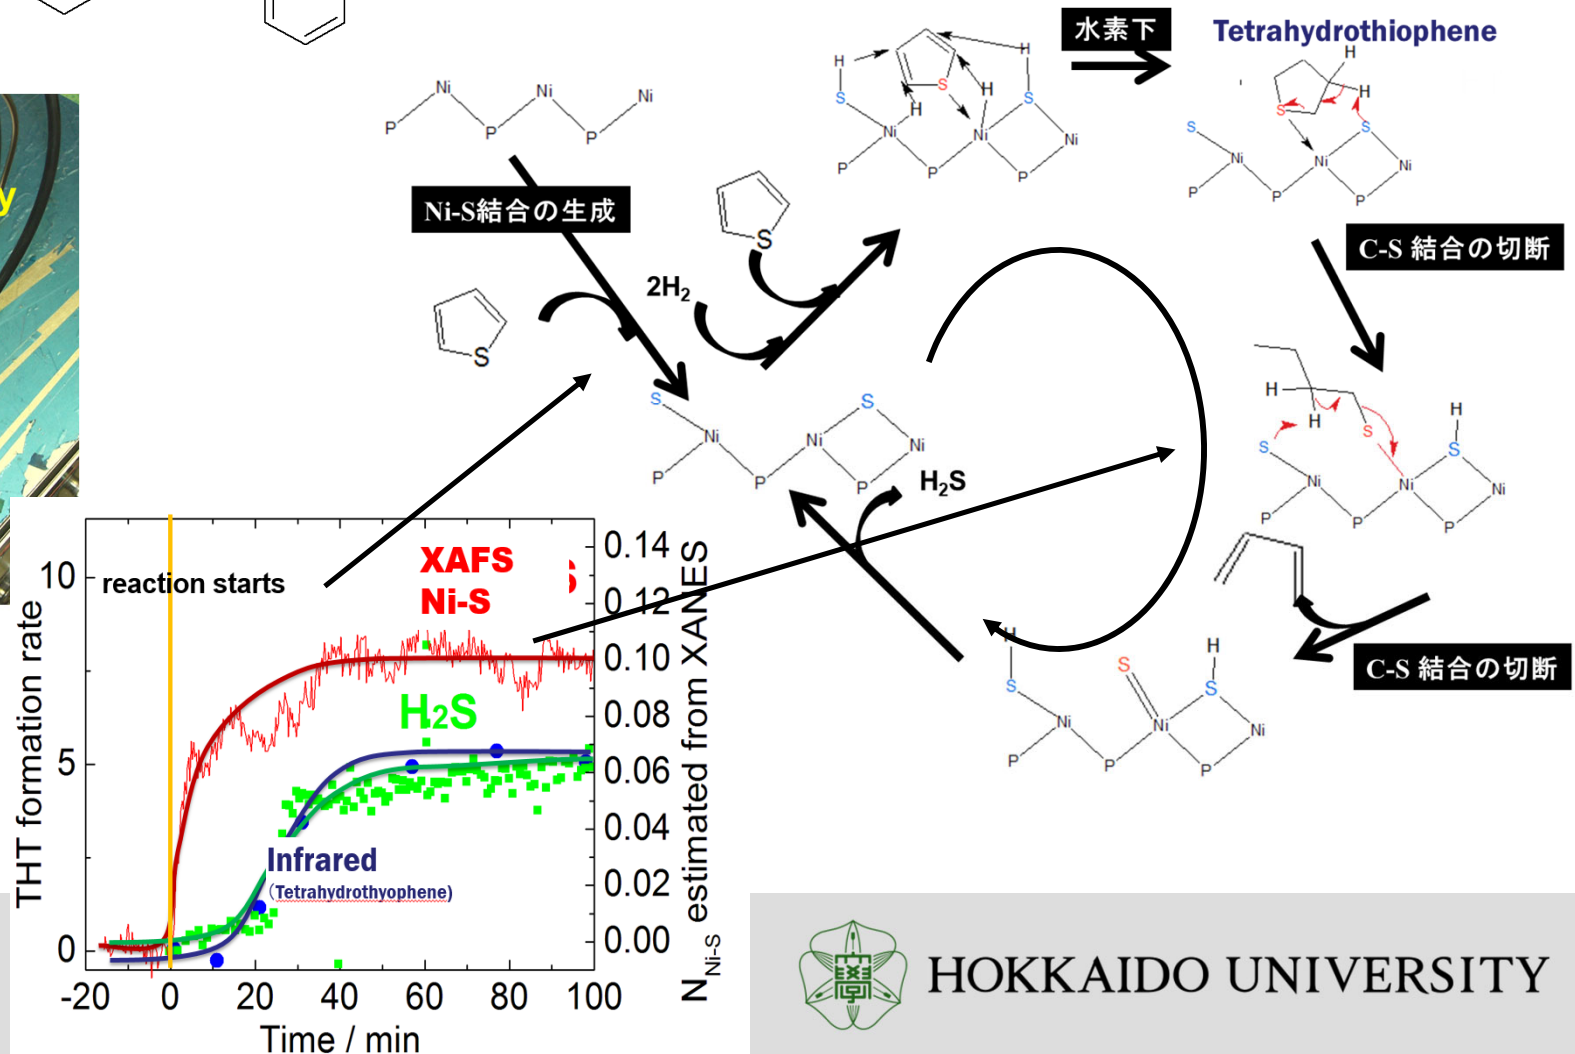 水素下
Tetrahydrothiophene
H
H
H
H
S
S
S
H
H
Ni
Ni
Ni
P
P
P
S
S
S
H
H
Ni
Ni
Ni
P
P
P
Ni
Ni
Ni
P
P
P
y
Ni-S結合の生成
S
S
2H2
C-S 結合の切断
S
S
Ni
Ni
Ni
P
P
P
H2S
H
H
H
S
S
S
Ni
Ni
Ni
P
P
P
C-S 結合の切断
H
H
S
S
S
Ni
Ni
Ni
P
P
P
XAFS
Ni-S
reaction starts
H2S
Infrared
(Tetrahydrothyophene)
THT formation rate
10
5
0
0.14
0.12
0.10
0.08
0.06
0.04
0.02
0.00
NNi-S estimated from XANES
-20 0 20 40 60 80 100
Time / min
HOKKAIDO UNIVERSITY